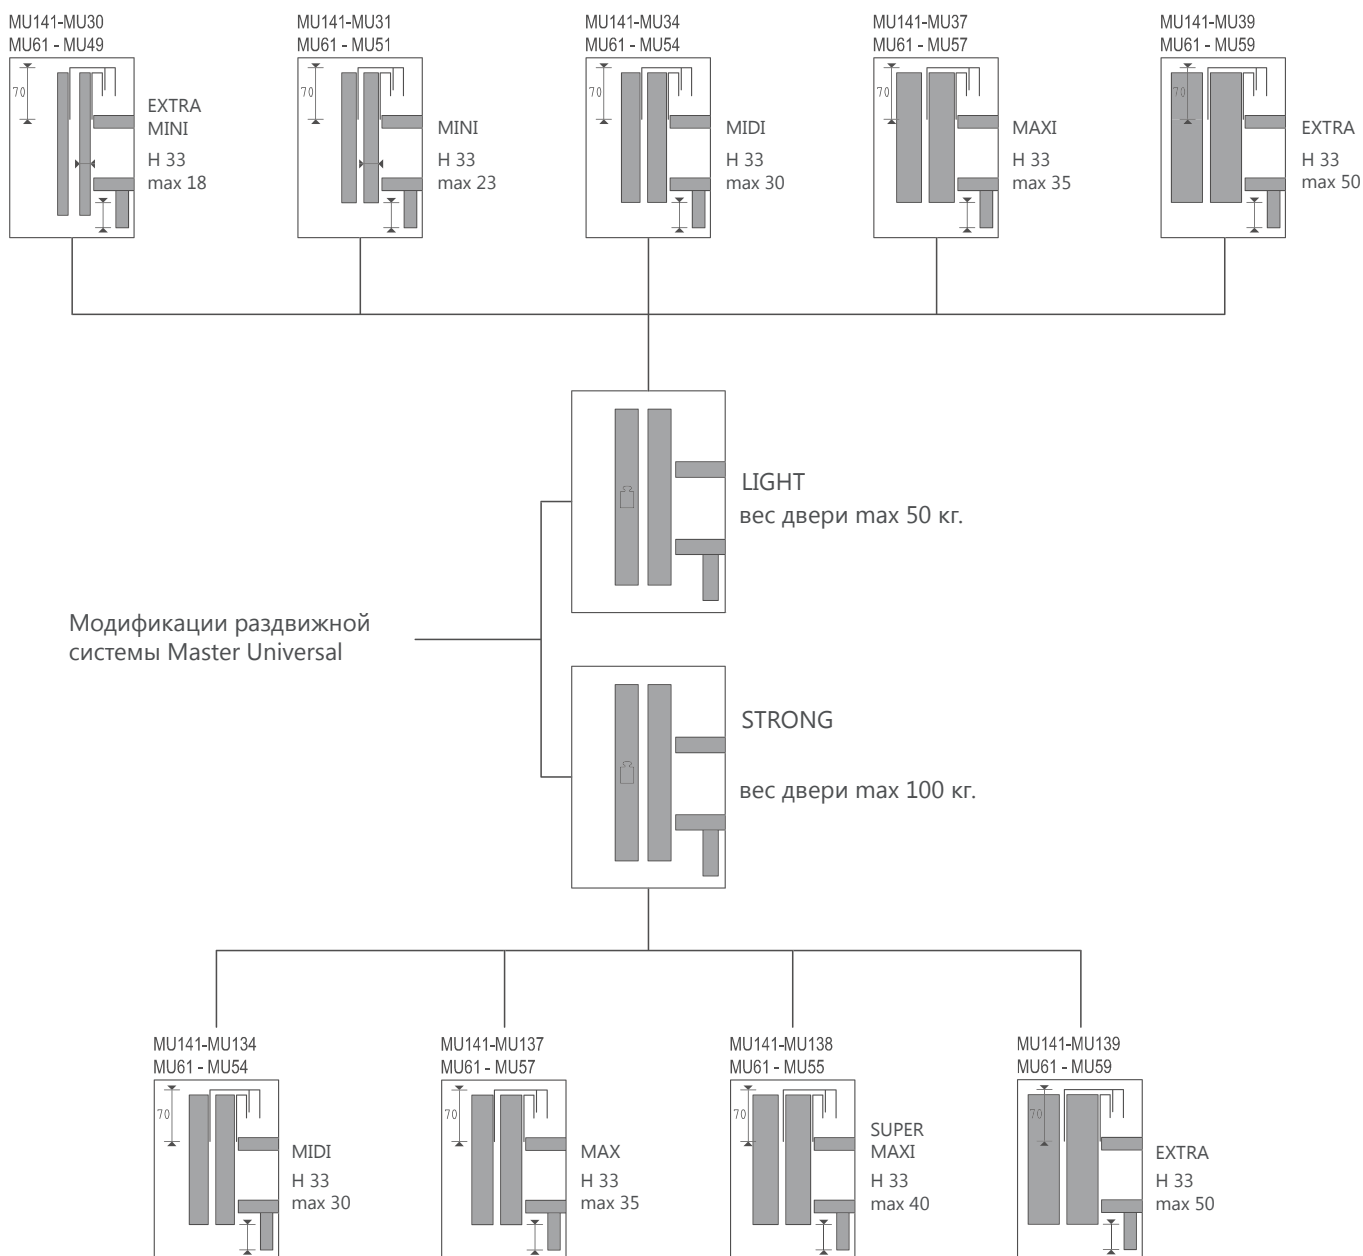 MU141-MU30
MU61 - MU49
70
EXTRA
MINI
H 33
max 18
MU141-MU31
MU61 - MU51
70
MINI
H 33
max 23
MU141-MU34
MU61 - MU54
70
MIDI
H 33
max 30
MU141-MU37
MU61 - MU57
70
MAXI
H 33
max 35
MU141-MU39
MU61 - MU59
70
EXTRA
H 33
max 50
LIGHT
вес двери max 50 кг.
Модификации раздвижной
системы Master Universal
STRONG
вес двери max 100 кг.
MU141-MU134
MU61 - MU54
70
MIDI
H 33
max 30
MU141-MU137
MU61 - MU57
70
MAX
H 33
max 35
MU141-MU138
MU61 - MU55
70
SUPER
MAXI
H 33
max 40
MU141-MU139
MU61 - MU59
70
EXTRA
H 33
max 50